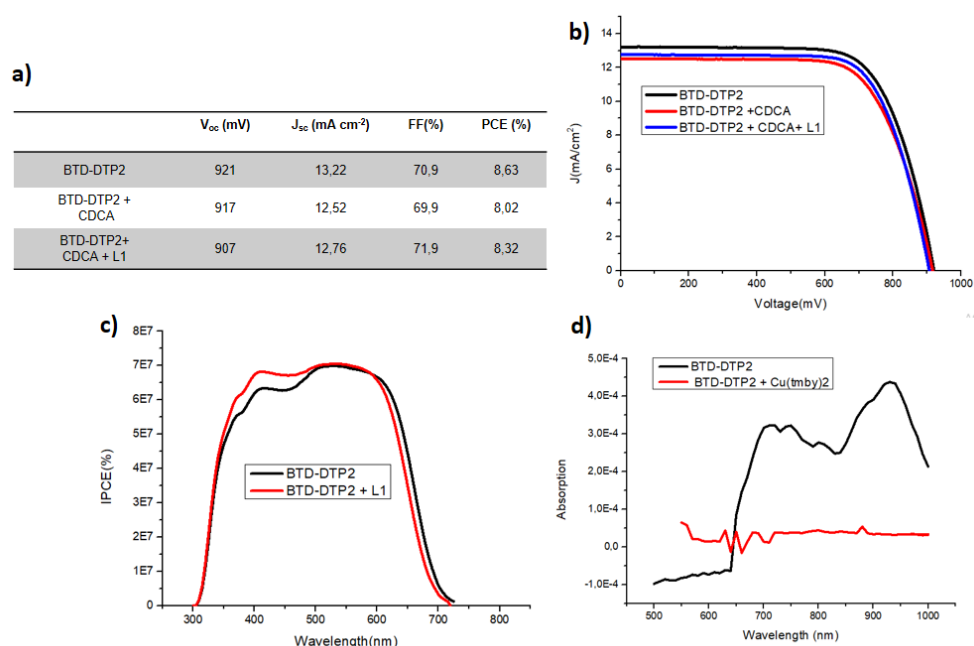 a)
Voc (mV) Jsc (mA cm-2) FF(%) PCE (%)
BTD-DTP2 921 13,22 70,9 8,63
BTD-DTP2 +
CDCA
917 12,52 69,9 8,02
BTD-DTP2+
CDCA + L1
907 12,76 71,9 8,32
b)
J(mA/cm2)
14
12
10
8
6
4
2
0
BTD-DTP2
BTD-DTP2 +CDCA
BTD-DTP2 + CDCA+ L1
0 200 400 600 800 1000
Voltage(mV)
c)
IPCE(%)
8E7
7E7
6E7
5E7
4E7
3E7
2E7
1E7
0
BTD-DTP2
BTD-DTP2 + L1
300 400 500 600 700 800
Wavelength(nm)
d)
Absorption
5,0E-4
4,0E-4
3,0E-4
2,0E-4
1,0E-4
0,0
-1,0E-4
BTD-DTP2
BTD-DTP2 + Cu(tmby)2
500 600 700 800 900 1000
Wavelength (nm)